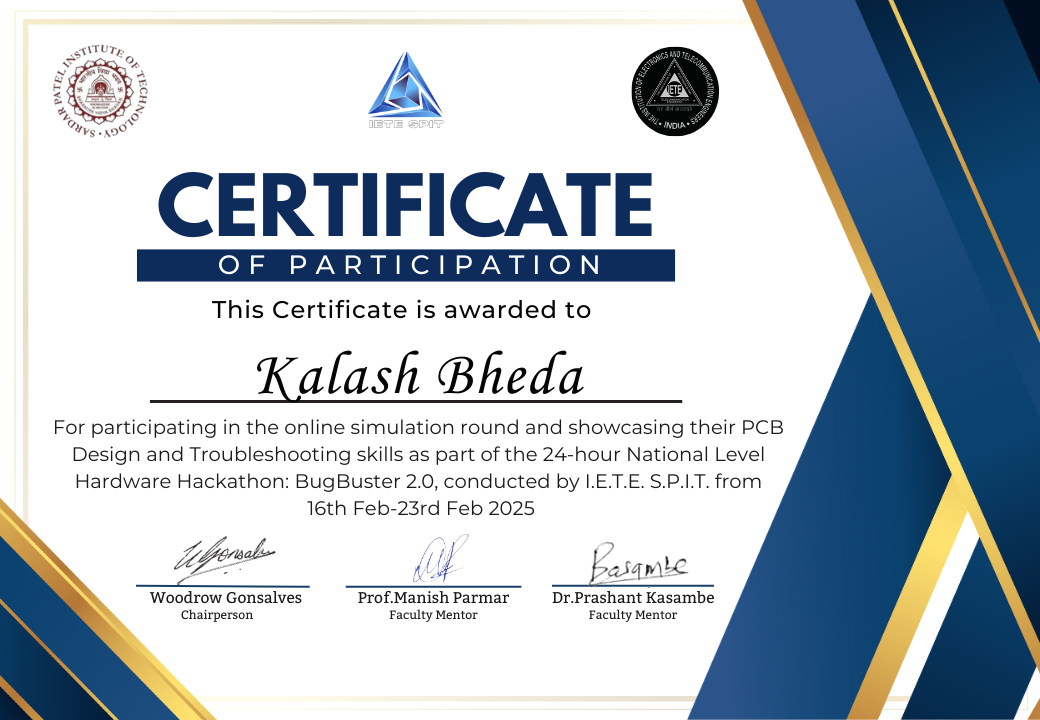 SARDAR PATEL INSTITUTE OF TECHNOLOGY
IETE SPIT
THE INSTITUTION OF ELECTRONICS AND TELECOMMUNICATION ENGINEERS
IETE
• INDIA •
CERTIFICATE
OF PARTICIPATION
This Certificate is awarded to
Kalash Bheda
For participating in the online simulation round and showcasing their PCB
Design and Troubleshooting skills as part of the 24-hour National Level
Hardware Hackathon: BugBuster 2.0, conducted by I.E.T.E. S.P.I.T. from
16th Feb-23rd Feb 2025
Woodrow Gonsalves
Chairperson
Prof.Manish Parmar
Faculty Mentor
Dr.Prashant Kasambe
Faculty Mentor